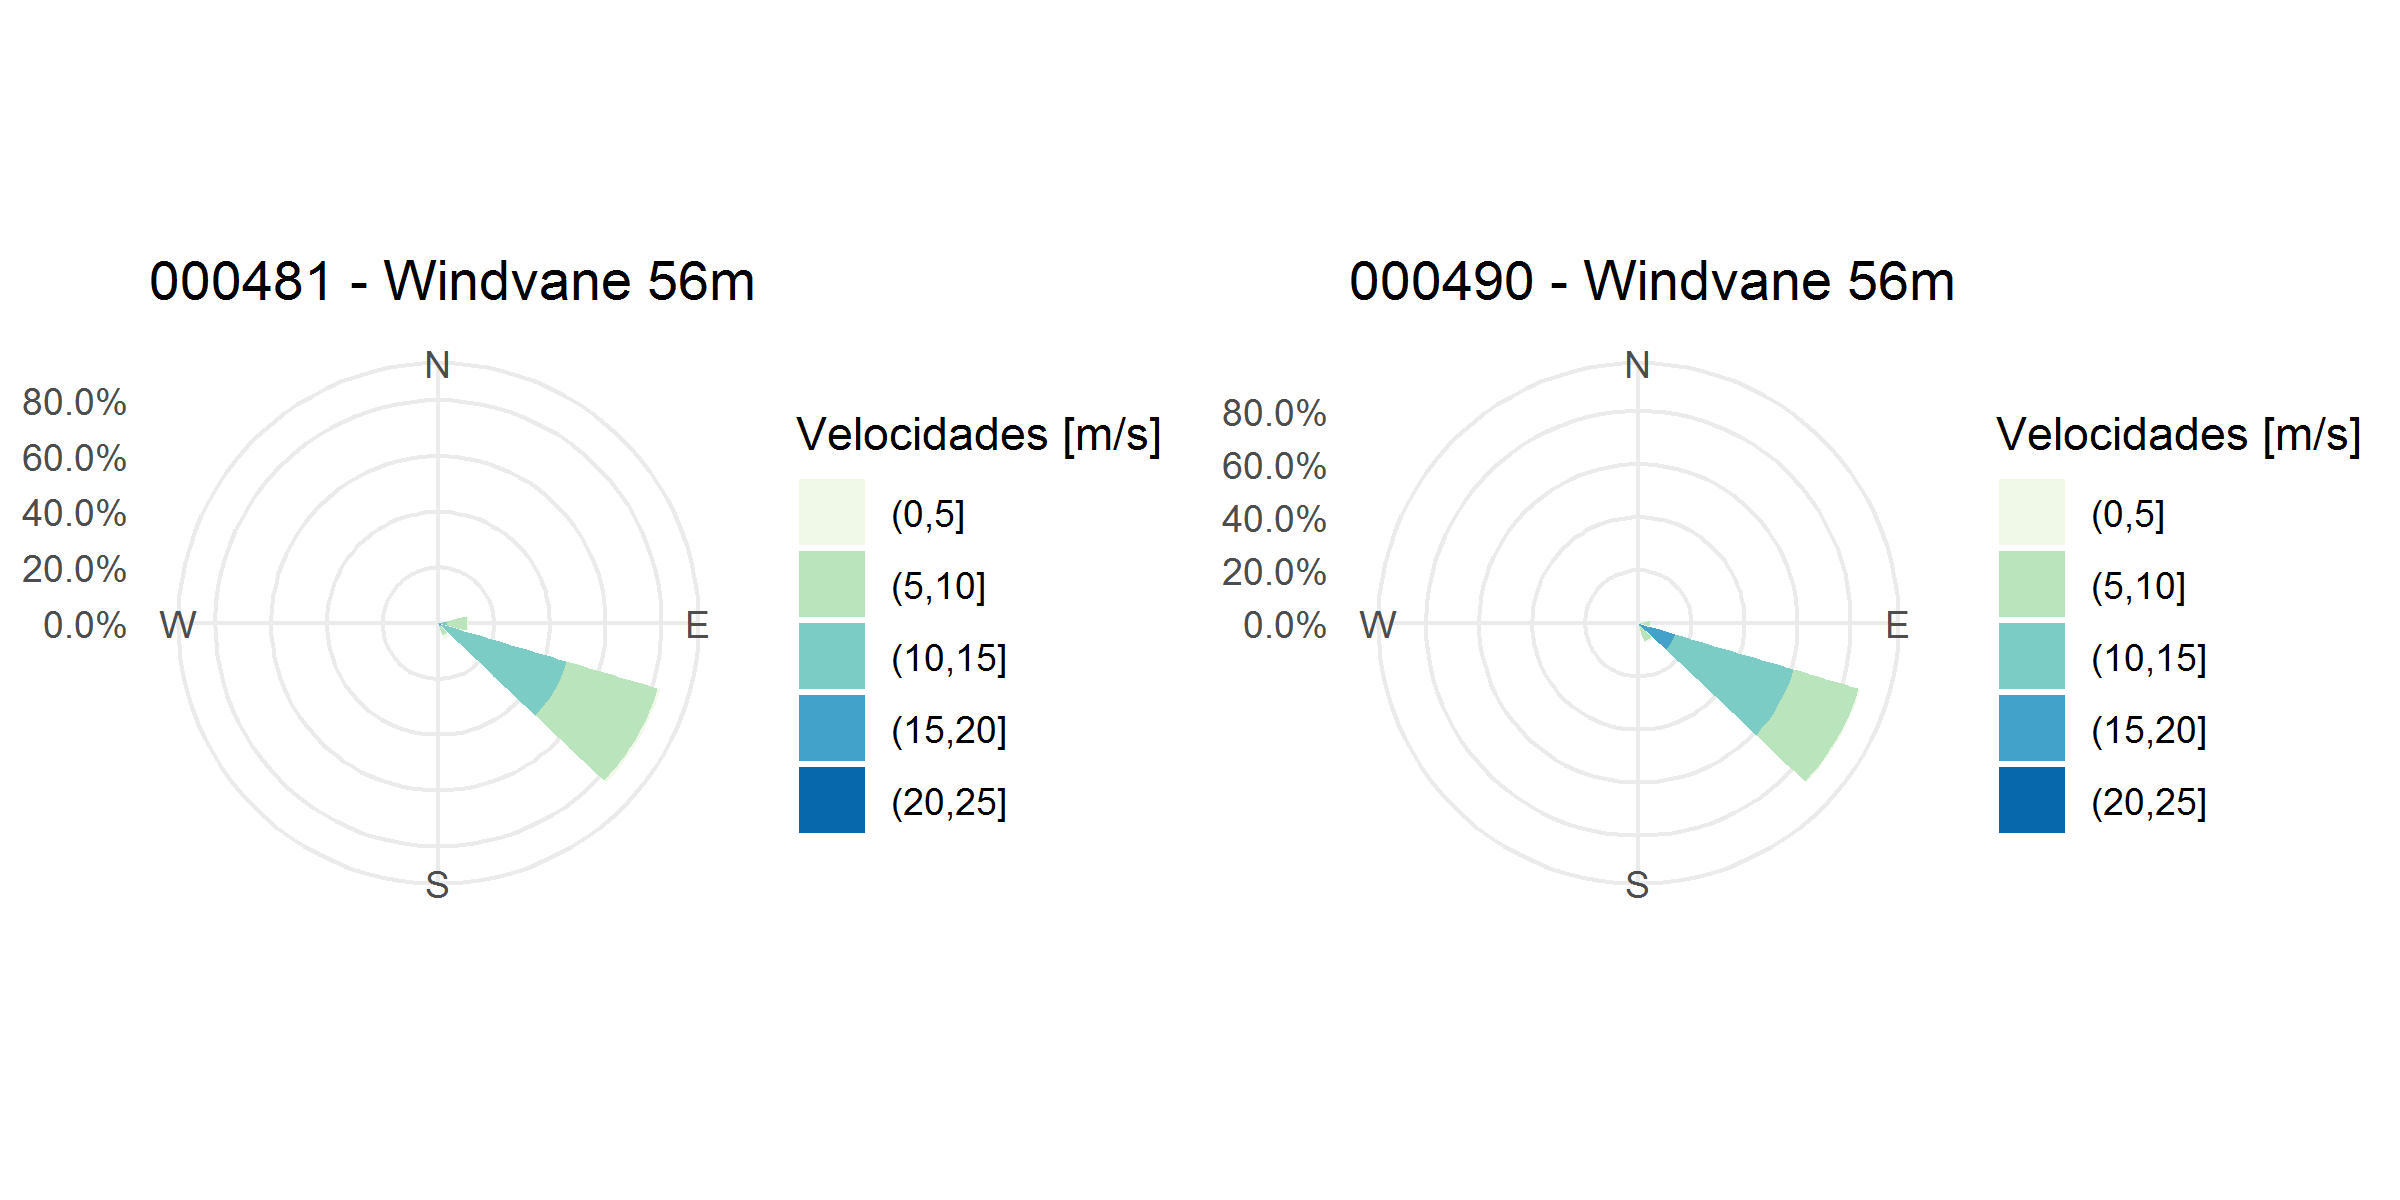 000481 - Windvane 56m
N
80.0%
60.0%
40.0%
20.0%
0.0%
W
E
S
Velocidades [m/s]
(0,5]
(5,10]
(10,15]
(15,20]
(20,25]
000490 - Windvane 56m
N
80.0%
60.0%
40.0%
20.0%
0.0%
W
E
S
Velocidades [m/s]
(0,5]
(5,10]
(10,15]
(15,20]
(20,25]